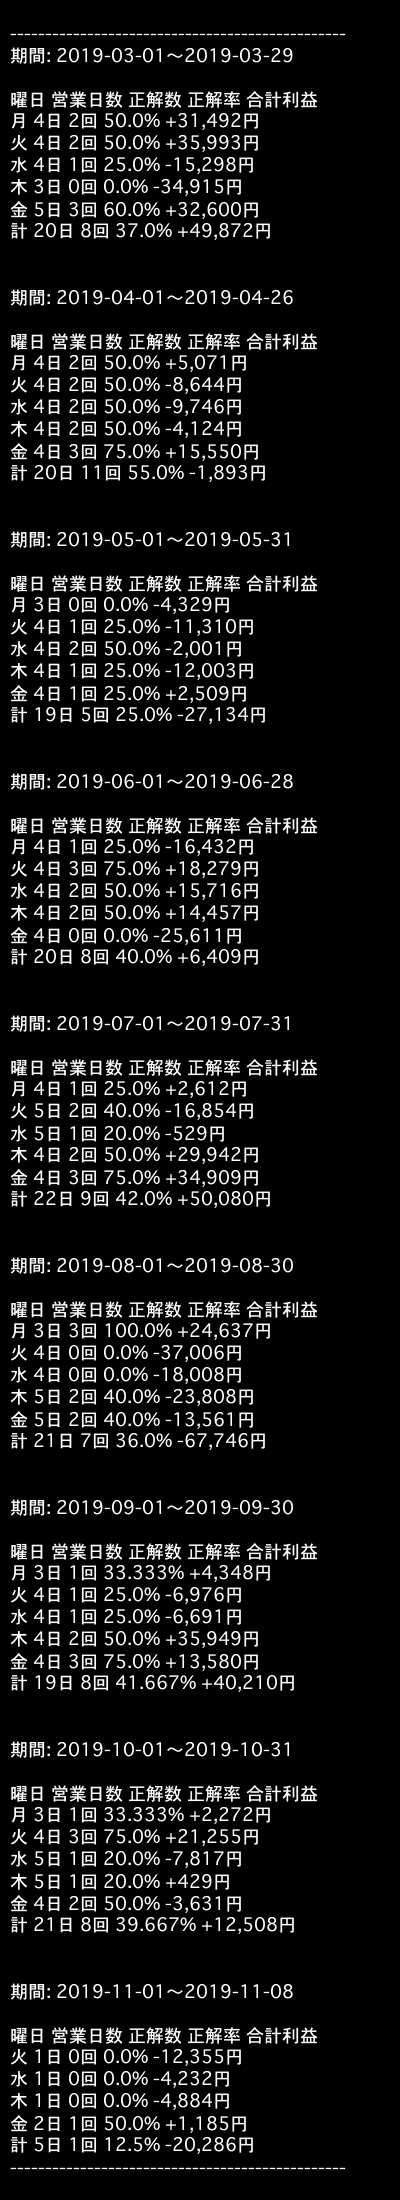 ------------------------------------------------
期間: 2019-03-01〜2019-03-29
曜日 営業日数 正解数 正解率 合計利益
月 4日 2回 50.0% +31,492円
火 4日 2回 50.0% +35,993円
水 4日 1回 25.0% -15,298円
木 3日 0回 0.0% -34,915円
金 5日 3回 60.0% +32,600円
計 20日 8回 37.0% +49,872円
期間: 2019-04-01〜2019-04-26
曜日 営業日数 正解数 正解率 合計利益
月 4日 2回 50.0% +5,071円
火 4日 2回 50.0% -8,644円
水 4日 2回 50.0% -9,746円
木 4日 2回 50.0% -4,124円
金 4日 3回 75.0% +15,550円
計 20日 11回 55.0% -1,893円
期間: 2019-05-01〜2019-05-31
曜日 営業日数 正解数 正解率 合計利益
月 3日 0回 0.0% -4,329円
火 4日 1回 25.0% -11,310円
水 4日 2回 50.0% -2,001円
木 4日 1回 25.0% -12,003円
金 4日 1回 25.0% +2,509円
計 19日 5回 25.0% -27,134円
期間: 2019-06-01〜2019-06-28
曜日 営業日数 正解数 正解率 合計利益
月 4日 1回 25.0% -16,432円
火 4日 3回 75.0% +18,279円
水 4日 2回 50.0% +15,716円
木 4日 2回 50.0% +14,457円
金 4日 0回 0.0% -25,611円
計 20日 8回 40.0% +6,409円
期間: 2019-07-01〜2019-07-31
曜日 営業日数 正解数 正解率 合計利益
月 4日 1回 25.0% +2,612円
火 5日 2回 40.0% -16,854円
水 5日 1回 20.0% -529円
木 4日 2回 50.0% +29,942円
金 4日 3回 75.0% +34,909円
計 22日 9回 42.0% +50,080円
期間: 2019-08-01〜2019-08-30
曜日 営業日数 正解数 正解率 合計利益
月 3日 3回 100.0% +24,637円
火 4日 0回 0.0% -37,006円
水 4日 0回 0.0% -18,008円
木 5日 2回 40.0% -23,808円
金 5日 2回 40.0% -13,561円
計 21日 7回 36.0% -67,746円
期間: 2019-09-01〜2019-09-30
曜日 営業日数 正解数 正解率 合計利益
月 3日 1回 33.333% +4,348円
火 4日 1回 25.0% -6,976円
水 4日 1回 25.0% -6,691円
木 4日 2回 50.0% +35,949円
金 4日 3回 75.0% +13,580円
計 19日 8回 41.667% +40,210円
期間: 2019-10-01〜2019-10-31
曜日 営業日数 正解数 正解率 合計利益
月 3日 1回 33.333% +2,272円
火 4日 3回 75.0% +21,255円
水 5日 1回 20.0% -7,817円
木 5日 1回 20.0% +429円
金 4日 2回 50.0% -3,631円
計 21日 8回 39.667% +12,508円
期間: 2019-11-01〜2019-11-08
曜日 営業日数 正解数 正解率 合計利益
火 1日 0回 0.0% -12,355円
水 1日 0回 0.0% -4,232円
木 1日 0回 0.0% -4,884円
金 2日 1回 50.0% +1,185円
計 5日 1回 12.5% -20,286円
------------------------------------------------